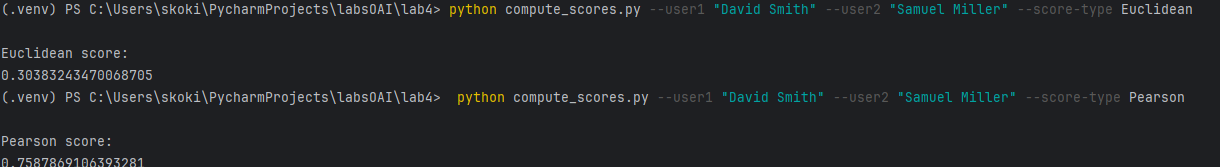 (.venv) PS C:\Users\skoki\PycharmProjects\labsOAI\lab4> python compute_scores.py --user1 "David Smith" --user2 "Samuel Miller" --score-type Euclidean
Euclidean score:
0.30383243470068705
(.venv) PS C:\Users\skoki\PycharmProjects\labsOAI\lab4>  python compute_scores.py --user1 "David Smith" --user2 "Samuel Miller" --score-type Pearson
Pearson score:
0.7587869106393281